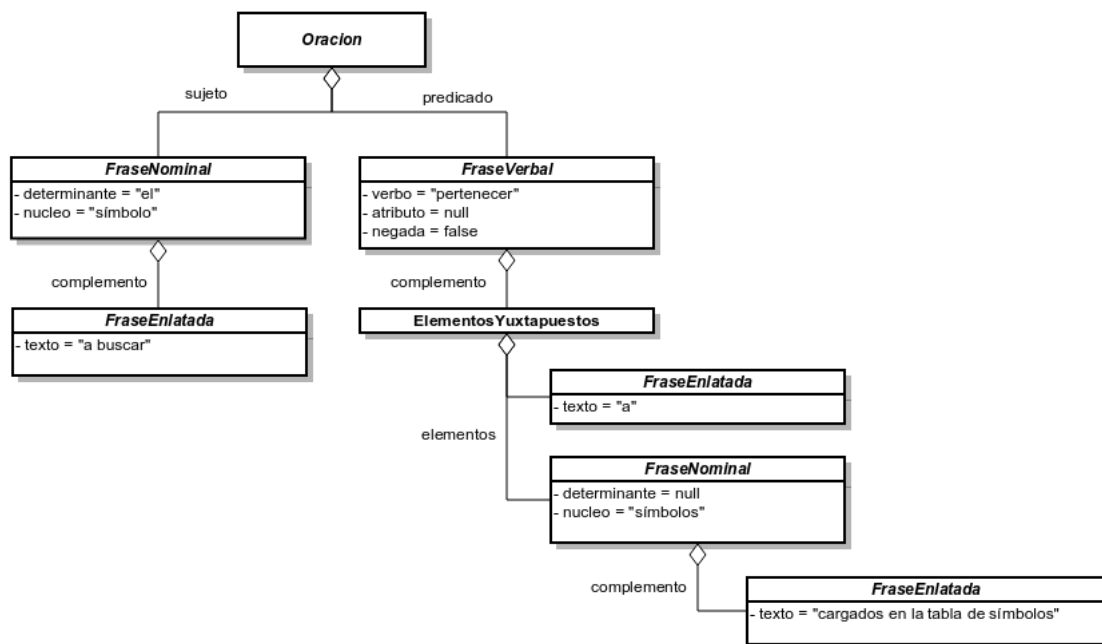 Oracion
sujeto
predicado
FraseNominal
- determinante = "el"
- nucleo = "símbolo"
FraseVerbal
- verbo = "pertenecer"
- atributo = null
- negada = false
complemento
complemento
FraseEnlatada
- texto = "a buscar"
ElementosYuxtapuestos
FraseEnlatada
- texto = "a"
elementos
FraseNominal
- determinante = null
- nucleo = "símbolos"
complemento
FraseEnlatada
- texto = "cargados en la tabla de símbolos"